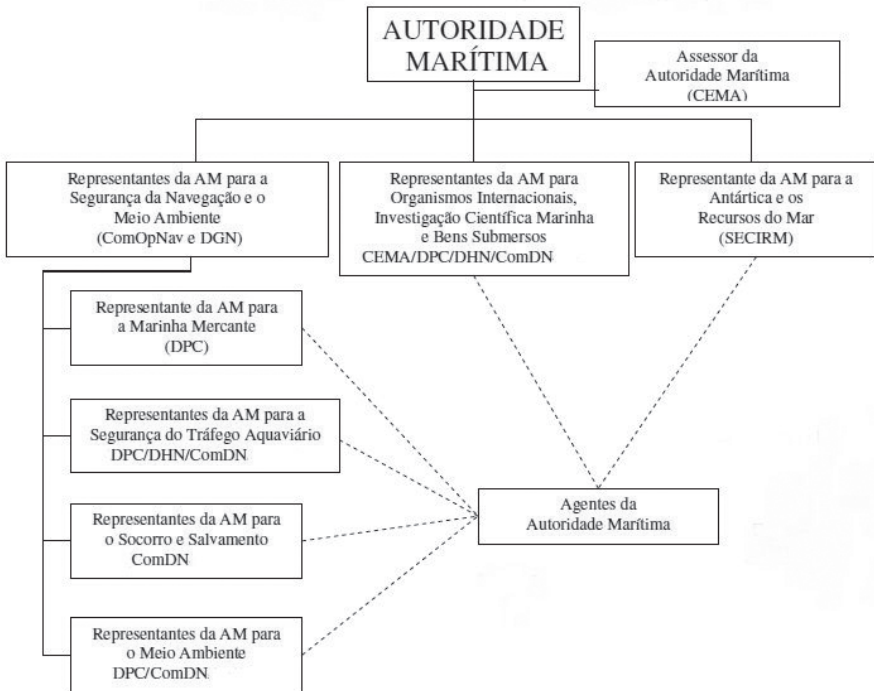 AUTORIDADE
MARÍTIMA
Assessor da
Autoridade Marítima
(CEMA)
Representantes da AM para a
Segurança da Navegação e o
Meio Ambiente
(ComOpNav e DGN)
Representantes da AM para
Organismos Internacionais,
Investigação Científica Marinha
e Bens Submersos
CEMA/DPC/DHN/ComDN
Representante da AM para a
Antártica e os
Recursos do Mar
(SECIRM)
Representante da AM para
a Marinha Mercante
(DPC)
Representantes da AM para a
Segurança do Tráfego Aquaviário
DPC/DHN/ComDN
Representantes da AM para
o Socorro e Salvamento
ComDN
Representantes da AM para
o Meio Ambiente
DPC/ComDN
Agentes da
Autoridade Marítima